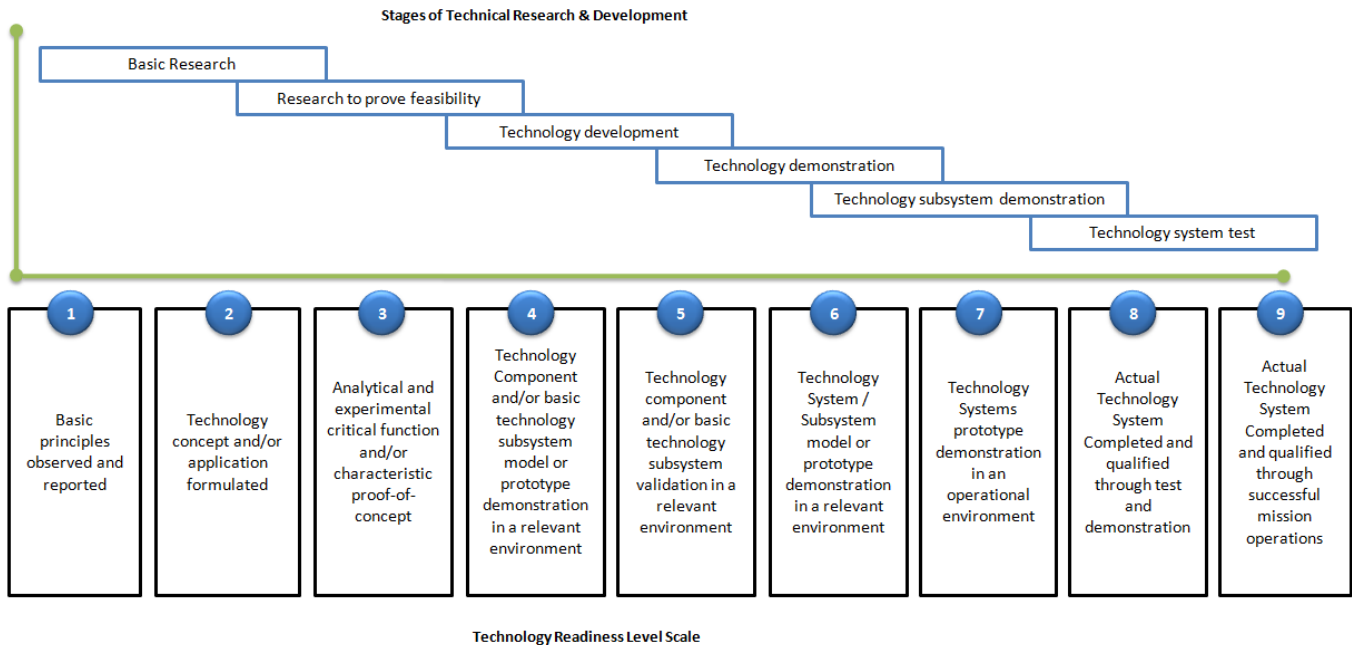 Stages of Technical Research & Development
Basic Research
Research to prove feasibility
Technology development
Technology demonstration
Technology subsystem demonstration
Technology system test
1
Basic
principles
observed and
reported
2
Technology
concept and/or
application
formulated
3
Analytical and
experimental
critical function
and/or
characteristic
proof-of-
concept
4
Technology
Component
and/or basic
technology
subsystem
model or
prototype
demonstration
in a relevant
environment
5
Technology
component
and/or basic
technology
subsystem
validation in a
relevant
environment
6
Technology
System /
Subsystem
model or
prototype
demonstration
in a relevant
environment
7
Technology
Systems
prototype
demonstration
in an
operational
environment
8
Actual
Technology
System
Completed and
qualified
through test
and
demonstration
9
Actual
Technology
System
Completed
and qualified
through
successful
mission
operations
Technology Readiness Level Scale